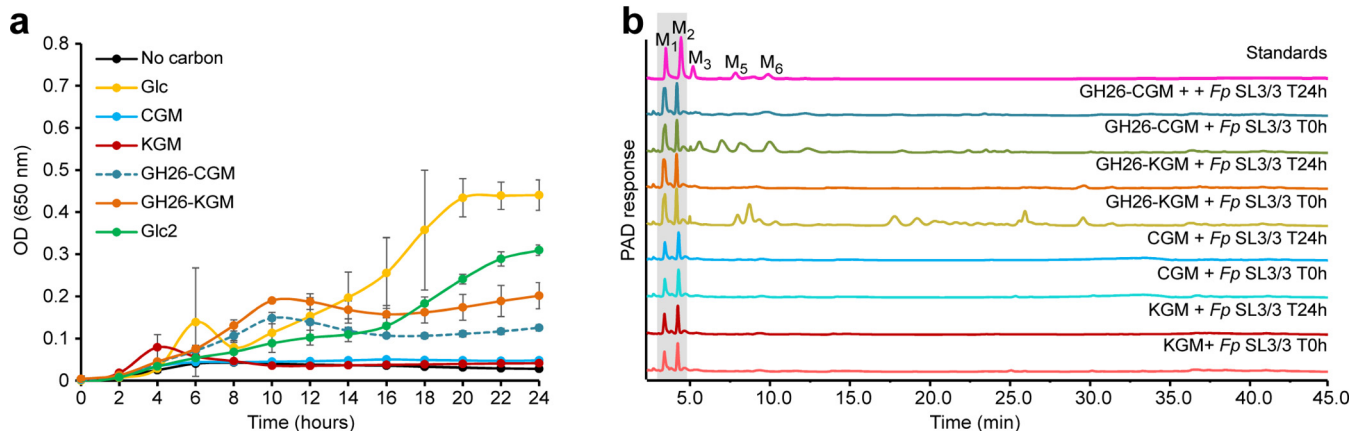 a
0.8
0.7
0.6
0.5
0.4
0.3
0.2
0.1
0
OD (650 nm)
No carbon
Glc
CGM
KGM
GH26-CGM
GH26-KGM
Glc2
0 2 4 6 8 10 12 14 16 18 20 22 24
Time (hours)
b
PAD response
M1 M2 M3 M5 M6
Standards
GH26-CGM + + Fp SL3/3 T24h
GH26-CGM + Fp SL3/3 T0h
GH26-KGM + Fp SL3/3 T24h
GH26-KGM + Fp SL3/3 T0h
CGM + Fp SL3/3 T24h
CGM + Fp SL3/3 T0h
KGM + Fp SL3/3 T24h
KGM+ Fp SL3/3 T0h
5.0 10.0 15.0 20.0 25.0 30.0 35.0 40.0 45.0
Time (min)